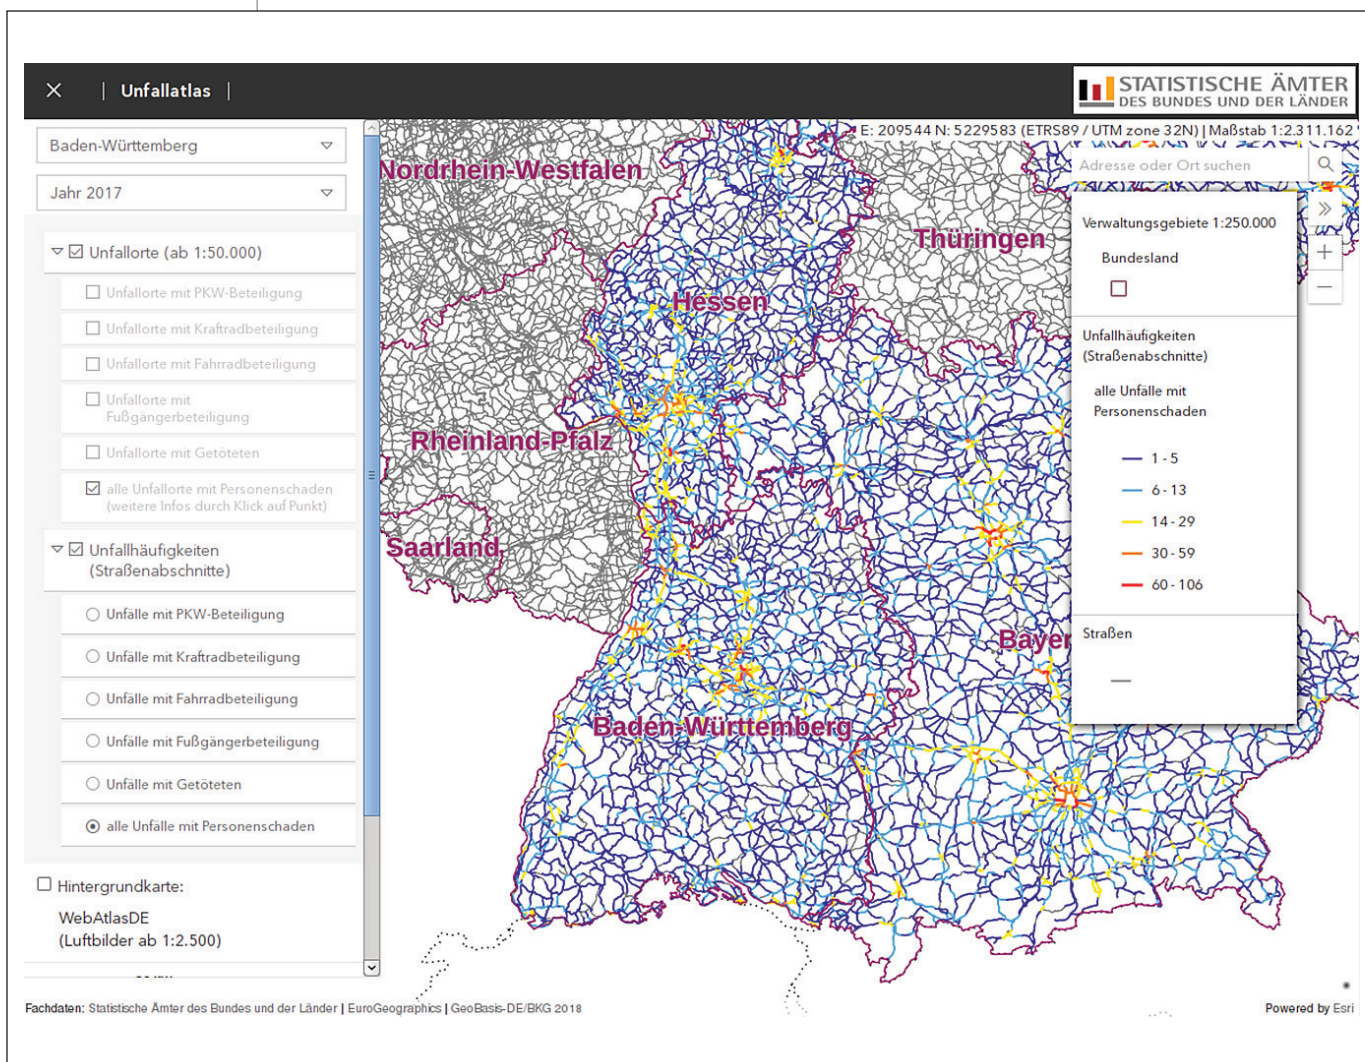 Unfallatlas
STATISTISCHE ÄMTER
DES BUNDES UND DER LÄNDER
Baden-Württemberg
Jahr 2017
Unfallorte (ab 1:50.000)
Unfallorte mit PKW-Beteiligung
Unfallorte mit Kraftradbeteiligung
Unfallorte mit Fahrradbeteiligung
Unfallorte mit
Fußgängerbeteiligung
Unfallorte mit Getöteten
alle Unfallorte mit Personenschaden
(weitere Infos durch Klick auf Punkt)
Unfallhäufigkeiten
(Straßenabschnitte)
Unfälle mit PKW-Beteiligung
Unfälle mit Kraftradbeteiligung
Unfälle mit Fahrradbeteiligung
Unfälle mit Fußgängerbeteiligung
Unfälle mit Getöteten
alle Unfälle mit Personenschaden
Hintergrundkarte:
WebAtlasDE
(Luftbilder ab 1:2.500)
E: 209544 N: 5229583 (ETRS89 / UTM zone 32N) | Maßstab 1:2.311.162
Adresse oder Ort suchen
Nordrhein-Westfalen
Thüringen
Hessen
Rheinland-Pfalz
Saarland
Bayer
Baden-Württemberg
Verwaltungsgebiete 1:250.000
Bundesland
Unfallhäufigkeiten
(Straßenabschnitte)
alle Unfälle mit
Personenschaden
1 - 5
6 - 13
14 - 29
30 - 59
60 - 106
Straßen
Fachdaten: Statistische Ämter des Bundes und der Länder | EuroGeographics | GeoBasis-DE/BKG 2018
Powered by Esri